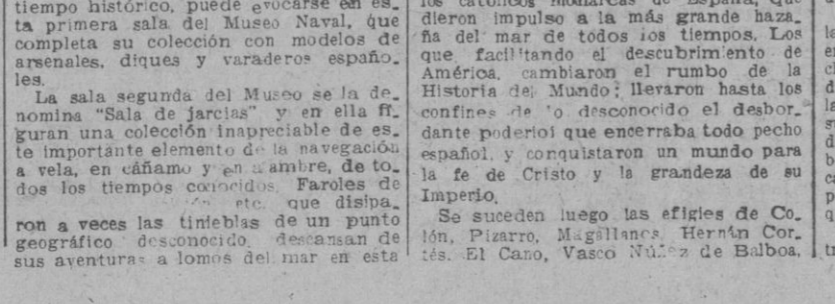 tiempo histórico, puede evocarse en es-
ta primera sala del Museo Naval, que
completa su colección con modelos de
arsenales, diques y varaderos españo-
les.
La sala segunda del Museo se la de-
nomina "Sala de jarcias" y en ella fi-
guran una colección inapreciable de es-
te importante elemento de la navegación
a vela, en cáñamo y en a ambre, de to-
dos los tiempos conocidos. Faroles de
etc. que disipa-
ron a veces las tinieblas de un punto
geográfico desconocido, descansan de
sus aventuras a lomos del mar en esta
los católicos monarcas de España, que
dieron impulso a la más grande haza-
ña del mar de todos los tiempos. Los
que facilitando el descubrimiento de
América, cambiaron el rumbo de la
Historia del Mundo; llevaron hasta los
confines de lo desconocido el desbor-
dante poderiol que encerraba todo pecho
español, y conquistaron un mundo para
la fe de Cristo y la grandeza de su
Imperio.
Se suceden luego las efigies de Co-
lón, Pizarro, Magallanes, Hernán Cor-
tés. El Cano, Vasco Núñez de Balboa,